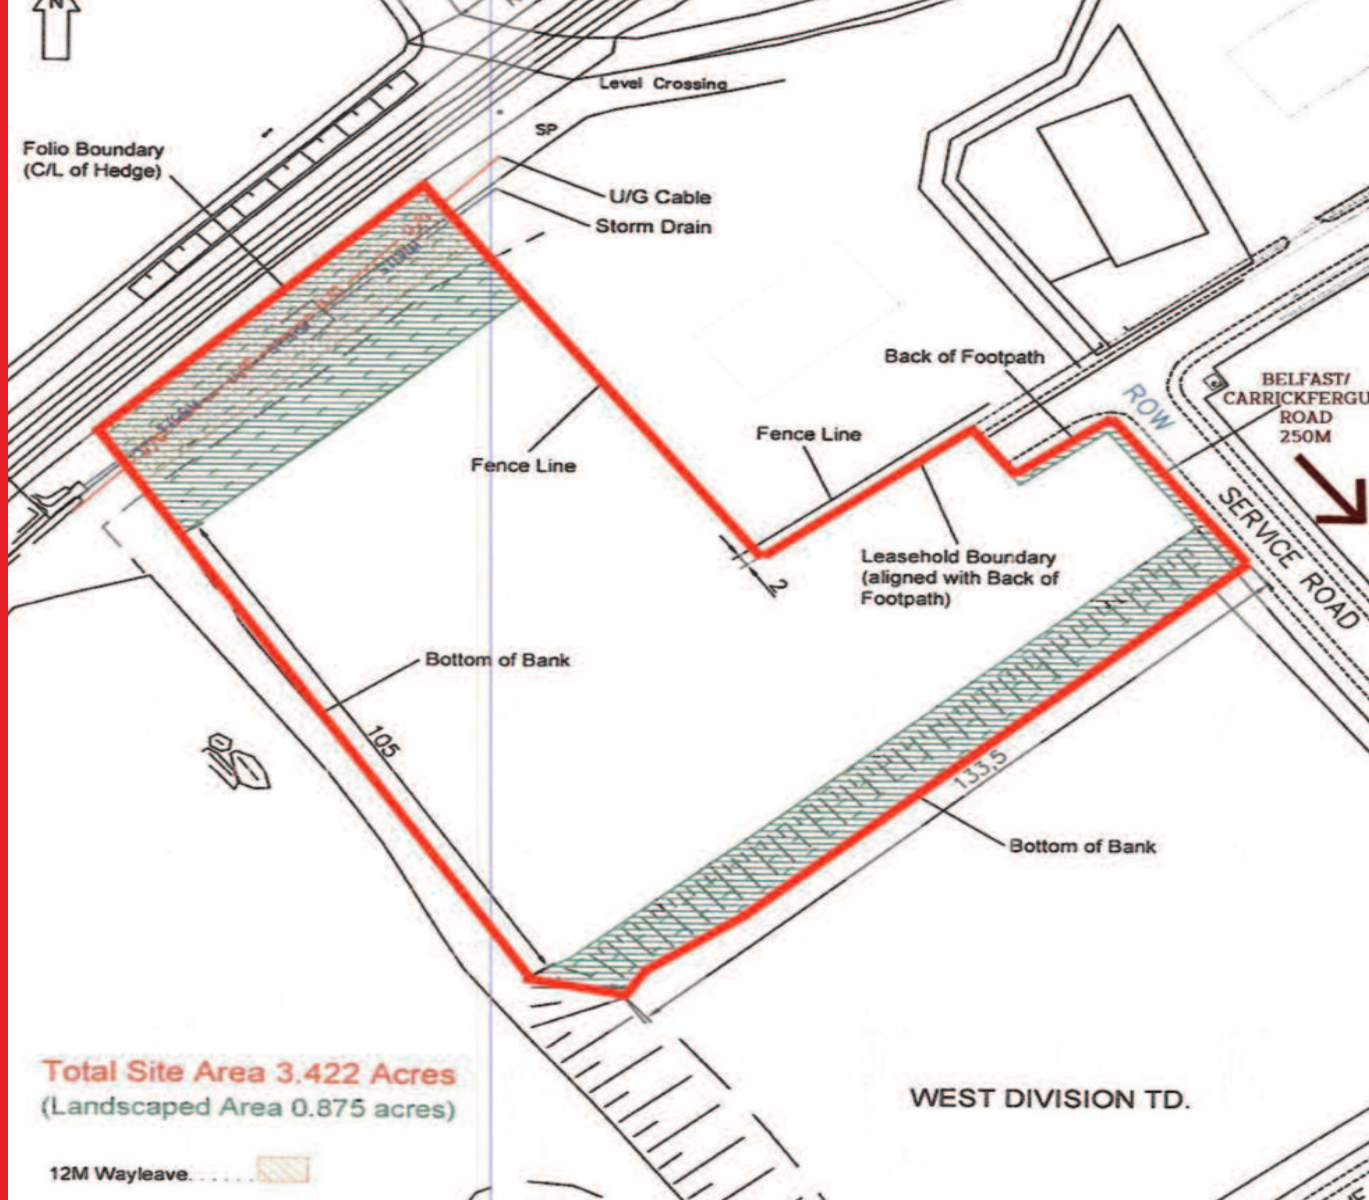 N
Level Crossing
SP
Folio Boundary
(C/L of Hedge)
U/G Cable
Storm Drain
Back of Footpath
ROW
BELFAST/
CARRICKFERGU
ROAD
250M
Fence Line
Fence Line
SERVICE ROAD
Leasehold Boundary
(aligned with Back of
Footpath)
2
Bottom of Bank
105
133,5
Bottom of Bank
Total Site Area 3.422 Acres
(Landscaped Area 0.875 acres)
WEST DIVISION TD.
12M Wayleave